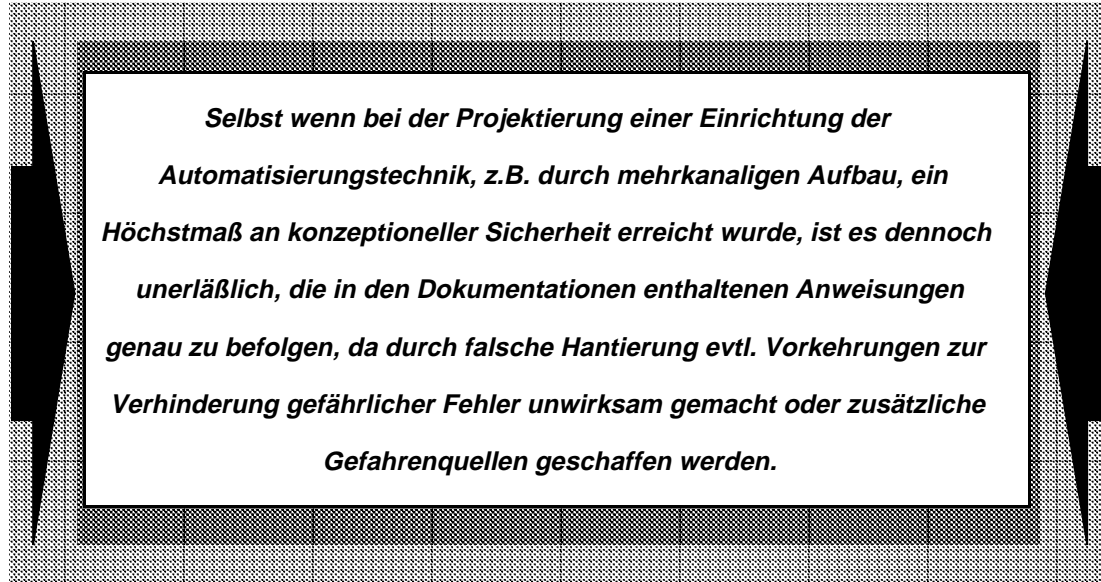 Selbst wenn bei der Projektierung einer Einrichtung der
Automatisierungstechnik, z.B. durch mehrkanaligen Aufbau, ein
Höchstmaß an konzeptioneller Sicherheit erreicht wurde, ist es dennoch
unerläßlich, die in den Dokumentationen enthaltenen Anweisungen
genau zu befolgen, da durch falsche Hantierung evtl. Vorkehrungen zur
Verhinderung gefährlicher Fehler unwirksam gemacht oder zusätzliche
Gefahrenquellen geschaffen werden.